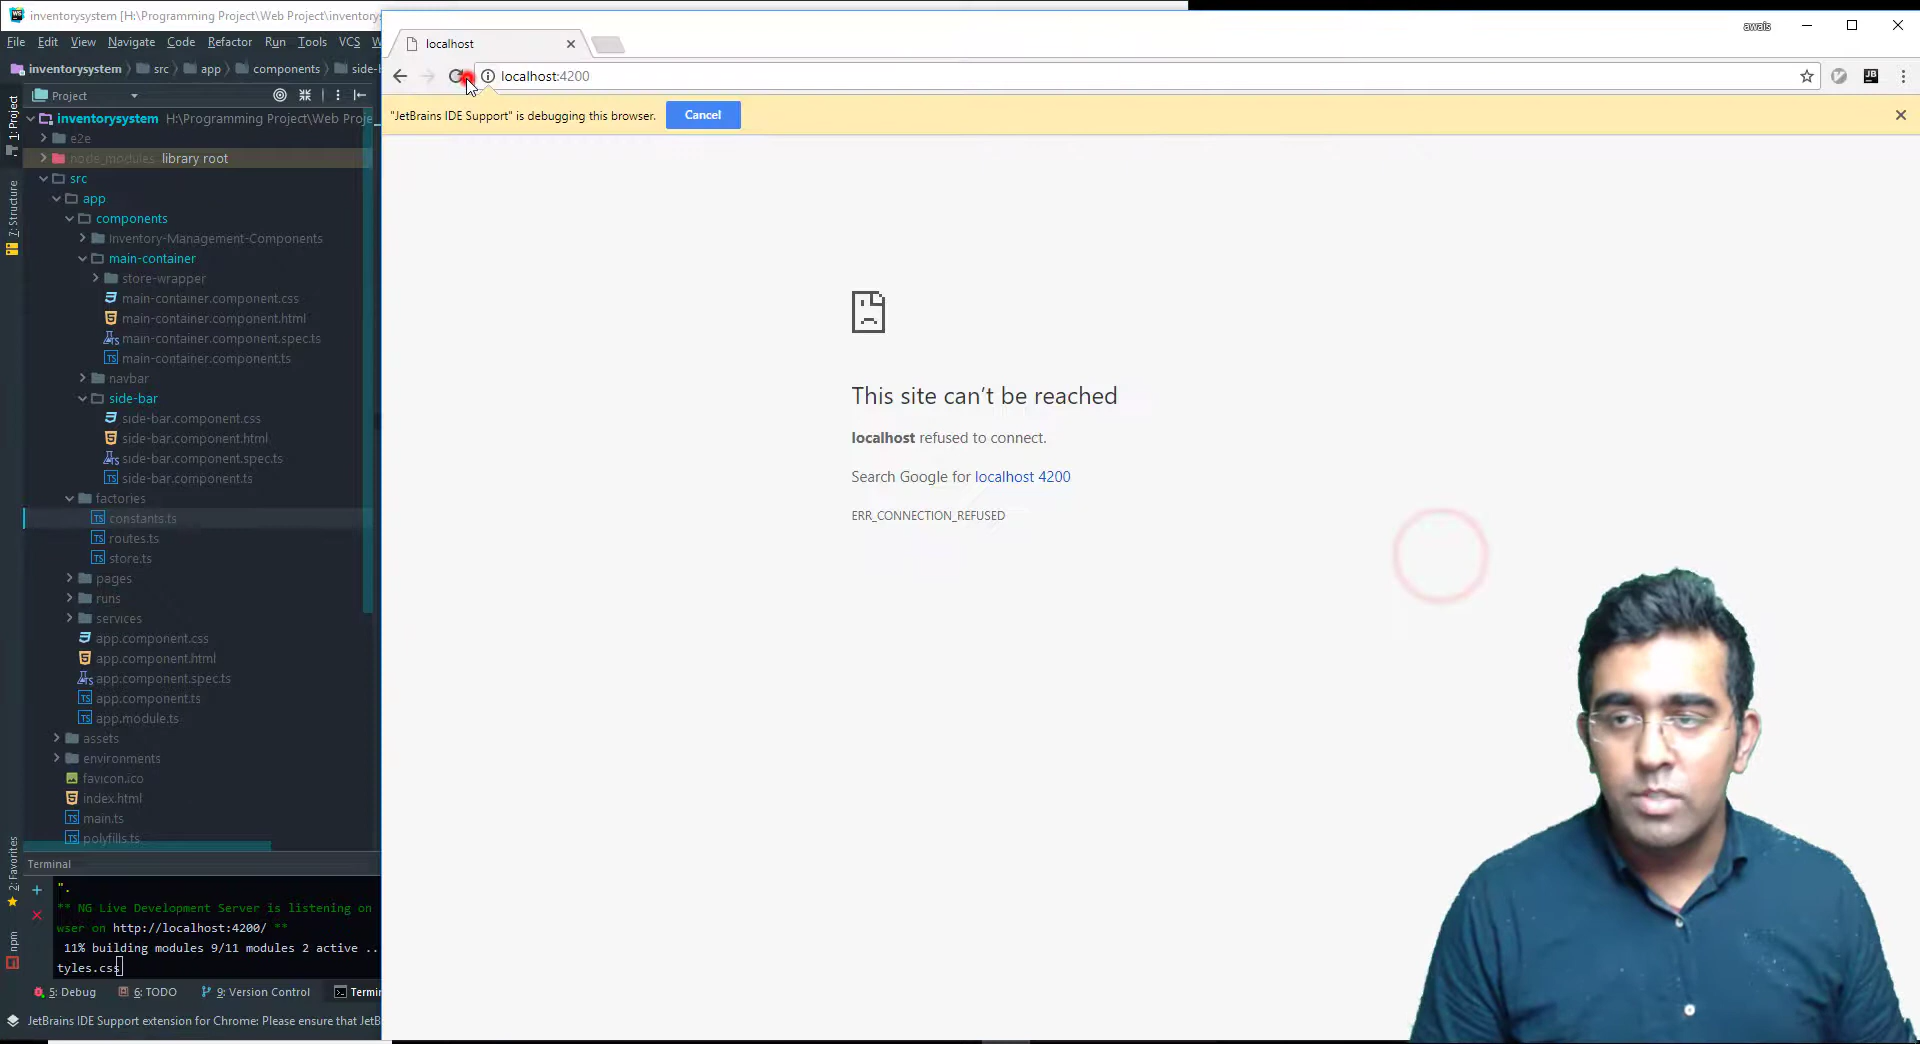 inventorysystem [H:\Programming Project\Web Project\inventorys
File Edit View Navigate Code Refactor Run Tools VCS W
inventorysystem src app components side-b
Project
inventorysystem H:\Programming Project\Web Proje
e2e
node_modules library root
src
app
components
Inventory-Management-Components
main-container
store-wrapper
main-container.component.css
main-container.component.html
main-container.component.spec.ts
main-container.component.ts
navbar
side-bar
side-bar.component.css
side-bar.component.html
side-bar.component.spec.ts
side-bar.component.ts
factories
constants.ts
routes.ts
store.ts
pages
runs
services
app.component.css
app.component.html
app.component.spec.ts
app.component.ts
app.module.ts
assets
environments
favicon.ico
index.html
main.ts
polyfills.ts
1: Project
7: Structure
2: Favorites
npm
Terminal
".
** NG Live Development Server is listening on
wser on http://localhost:4200/ **
11% building modules 9/11 modules 2 active ..
tyles.css
5: Debug 6: TODO 9: Version Control Termi
JetBrains IDE Support extension for Chrome: Please ensure that JetB
awais
localhost
localhost:4200
JB
"JetBrains IDE Support" is debugging this browser. Cancel
This site can't be reached
localhost refused to connect.
Search Google for localhost 4200
ERR_CONNECTION_REFUSED